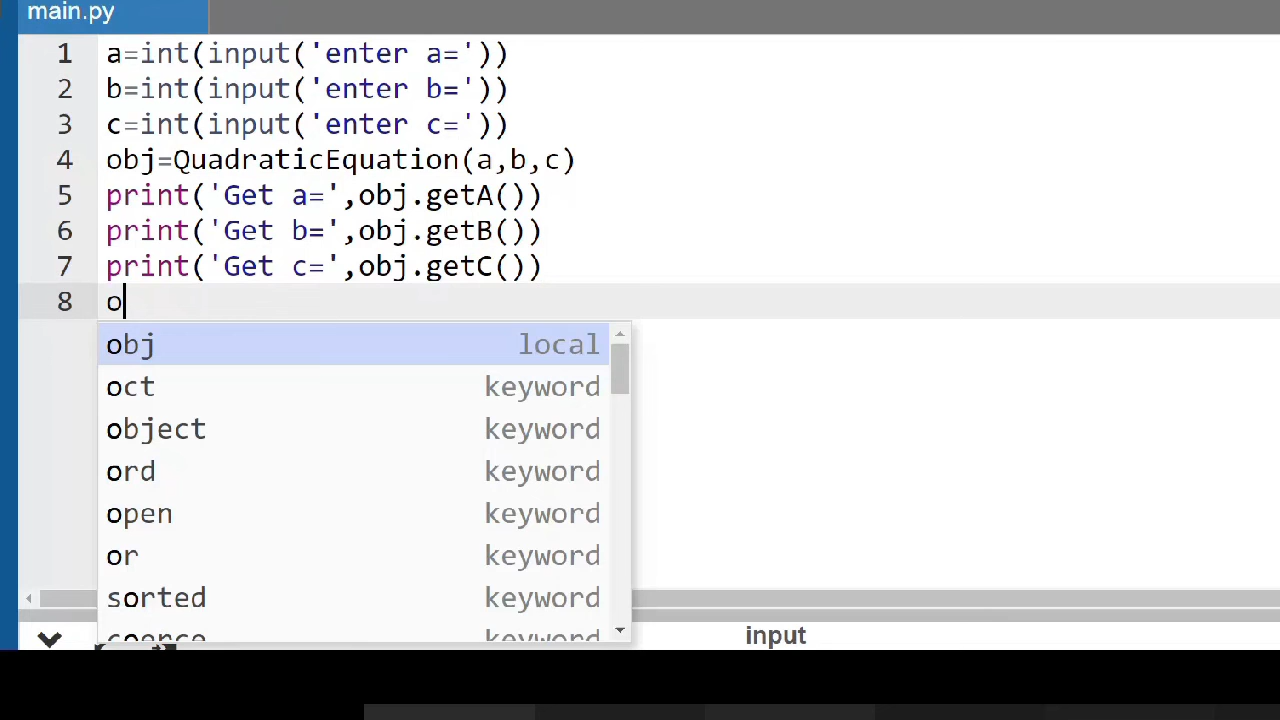 main.py
1 a=int(input('enter a='))
2 b=int(input('enter b='))
3 c=int(input('enter c='))
4 obj=QuadraticEquation(a,b,c)
5 print('Get a=',obj.getA())
6 print('Get b=',obj.getB())
7 print('Get c=',obj.getC())
8 o
obj local
oct keyword
object keyword
ord keyword
open keyword
or keyword
sorted keyword
coerce keyword
input